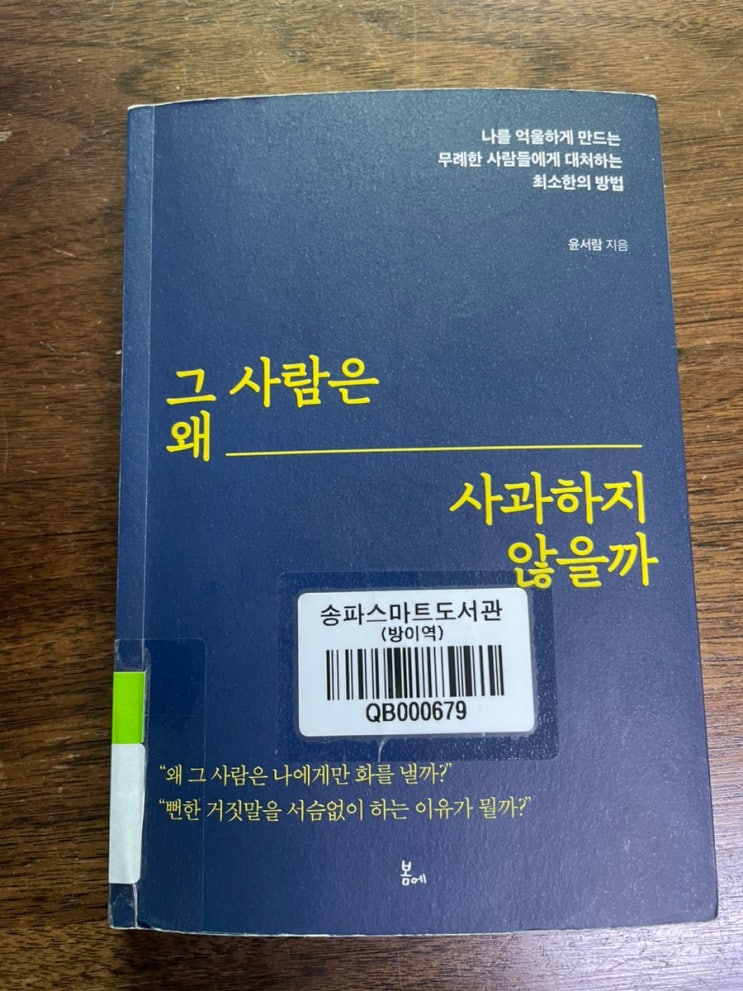 나를 억울하게 만드는
무례한 사람들에게 대처하는
최소한의 방법
윤서람 지음
그 사람은
왜
사과하지
않을까
송파스마트도서관
(방이역)
QB000679
“왜 그 사람은 나에게만 화를 낼까?”
“뻔한 거짓말을 서슴없이 하는 이유가 뭘까?”
봄에